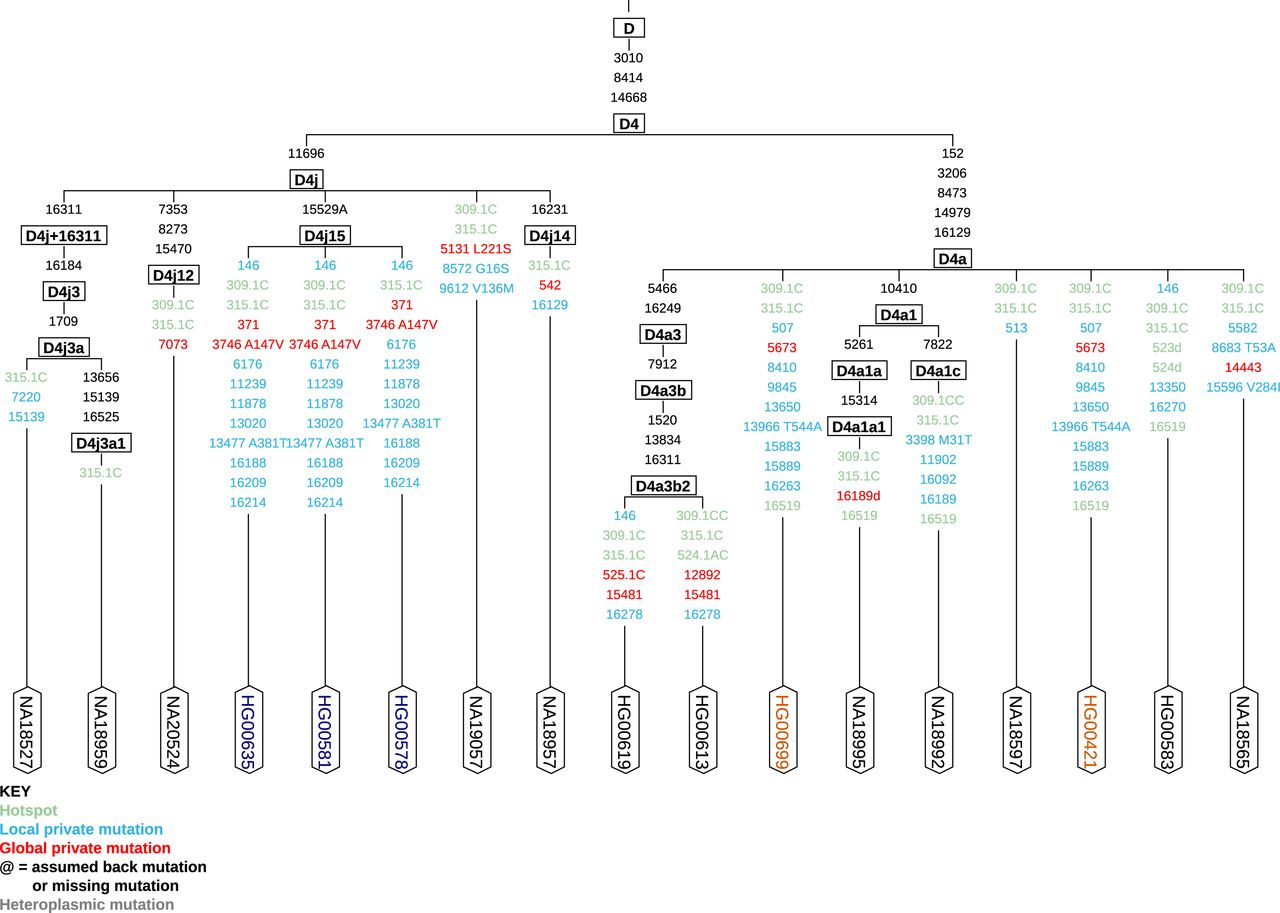 D
3010
8414
14668
D4
11696
D4j
16311
D4j+16311
16184
D4j3
1709
D4j3a
315.1C
7220
15139
NA18527
13656
15139
16525
D4j3a1
315.1C
NA18959
7353
8273
15470
D4j12
309.1C
315.1C
7073
NA20524
15529A
D4j15
146
309.1C
315.1C
371
3746 A147V
6176
11239
11878
13020
13477 A381T
16188
16209
16214
HG00635
146
309.1C
315.1C
371
3746 A147V
6176
11239
11878
13020
13477 A381T
16188
16209
16214
HG00581
146
315.1C
371
3746 A147V
6176
11239
11878
13020
13477 A381T
16188
16209
16214
HG00578
309.1C
315.1C
5131 L221S
8572 G16S
9612 V136M
NA19057
16231
D4j14
315.1C
542
16129
NA18957
152
3206
8473
14979
16129
D4a
5466
16249
D4a3
7912
D4a3b
1520
13834
16311
D4a3b2
146
309.1C
315.1C
525.1C
15481
16278
HG00619
309.1CC
315.1C
524.1AC
12892
15481
16278
HG00613
309.1C
315.1C
507
5673
8410
9845
13650
13966 T544A
15883
15889
16263
16519
HG00699
10410
D4a1
5261
D4a1a
15314
D4a1a1
309.1C
315.1C
16189d
16519
NA18995
7822
D4a1c
309.1CC
315.1C
3398 M31T
11902
16092
16189
16519
NA18992
309.1C
315.1C
513
NA18597
309.1C
315.1C
507
5673
8410
9845
13650
13966 T544A
15883
15889
16263
16519
HG00421
146
309.1C
315.1C
523d
524d
13350
16270
16519
HG00583
309.1C
315.1C
5582
8683 T53A
14443
15596 V284I
NA18565
KEY
Hotspot
Local private mutation
Global private mutation
@ = assumed back mutation
or missing mutation
Heteroplasmic mutation